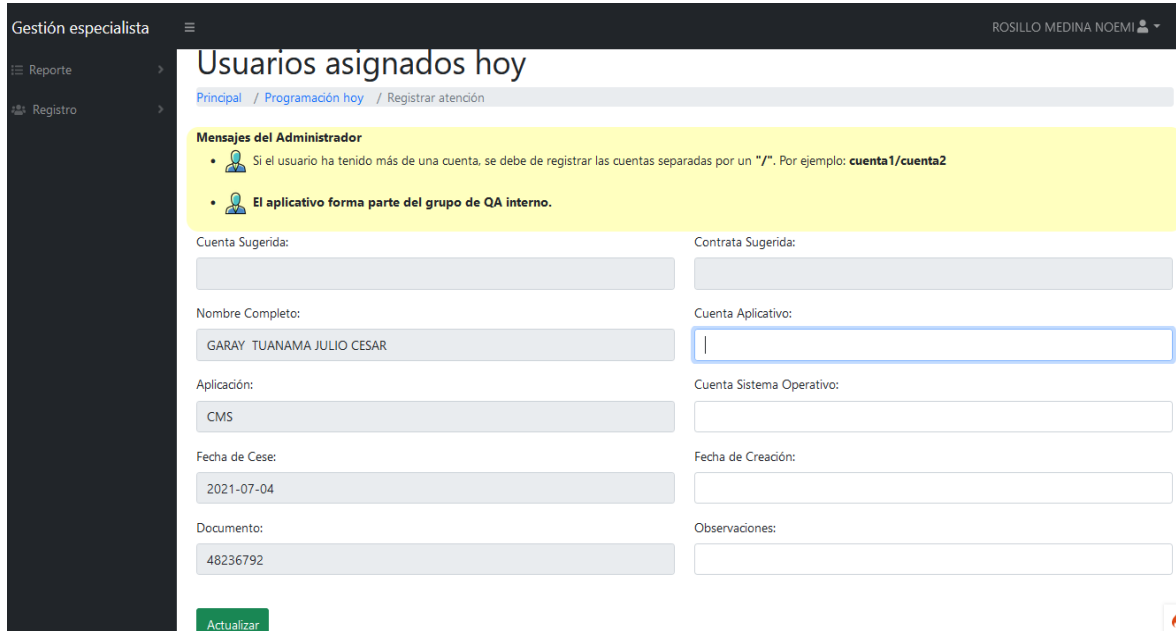 Gestión especialista
ROSILLO MEDINA NOEMI
Reporte
Registro
Usuarios asignados hoy
Principal / Programación hoy / Registrar atención
Mensajes del Administrador
Si el usuario ha tenido más de una cuenta, se debe de registrar las cuentas separadas por un "/". Por ejemplo: cuenta1/cuenta2
El aplicativo forma parte del grupo de QA interno.
Cuenta Sugerida:
Contrata Sugerida:
Nombre Completo:
Cuenta Aplicativo:
GARAY TUANAMA JULIO CESAR
Aplicación:
Cuenta Sistema Operativo:
CMS
Fecha de Cese:
Fecha de Creación:
2021-07-04
Documento:
Observaciones:
48236792
Actualizar